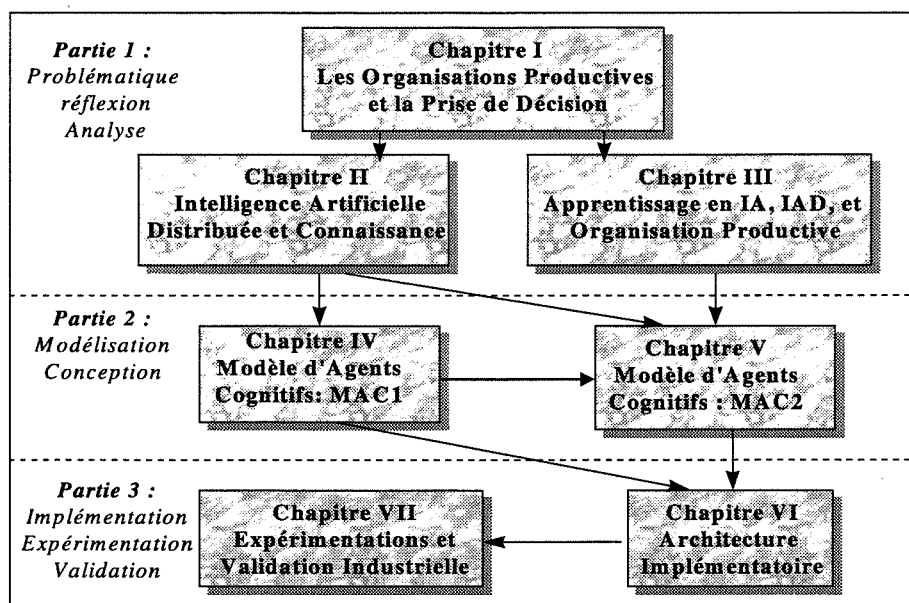 Partie 1 :
Problématique
réflexion
Analyse
Chapitre I
Les Organisations Productives
et la Prise de Décision
Chapitre II
Intelligence Artificielle
Distribuée et Connaissance
Chapitre III
Apprentissage en IA, IAD, et
Organisation Productive
Partie 2 :
Modélisation
Conception
Chapitre IV
Modèle d'Agents
Cognitifs: MAC1
Chapitre V
Modèle d'Agents
Cognitifs : MAC2
Partie 3 :
Implémentation
Expérimentation
Validation
Chapitre VII
Expérimentations et
Validation Industrielle
Chapitre VI
Architecture
Implémentatoire